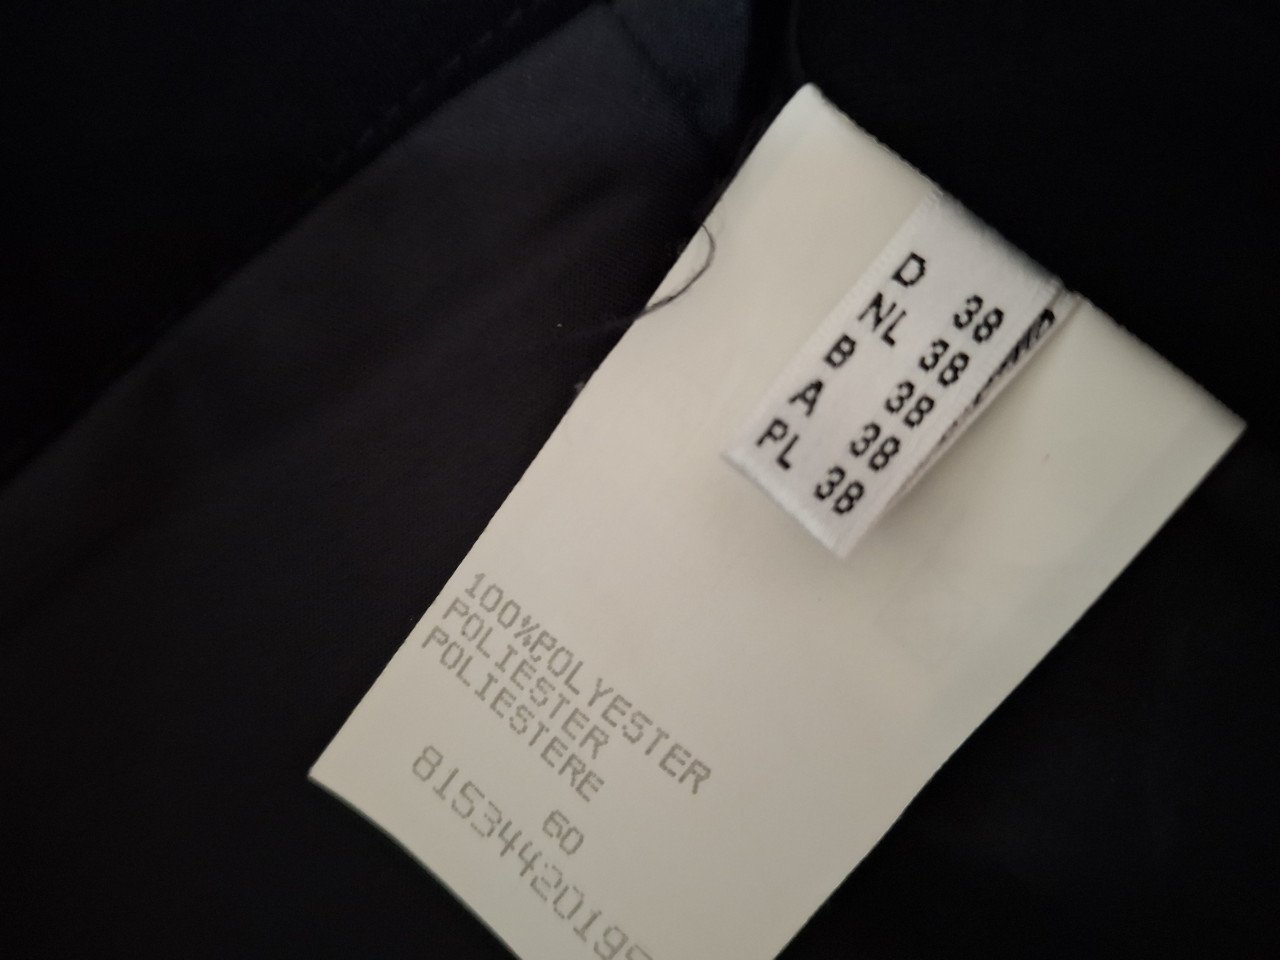 D 38
NL 38
B 38
A 38
PL 38
100%POLYESTER
POLIESTER
POLIESTERE
60
8153442019